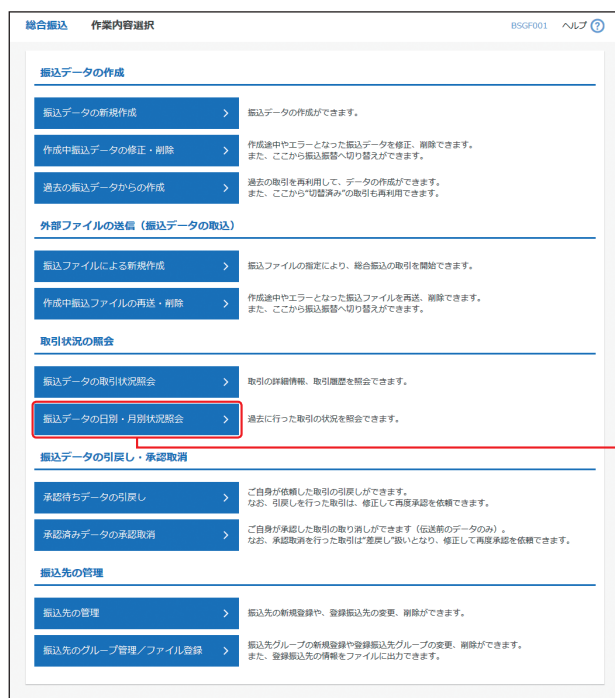 総合振込 作業内容選択 BSGF001 ヘルプ ?
振込データの作成
振込データの新規作成 振込データの作成ができます。
作成中振込データの修正・削除 作成途中やエラーとなった振込データを修正、削除できます。
また、ここから振込振替へ切り替えができます。
過去の振込データからの作成 過去の取引を再利用して、データの作成ができます。
また、ここから“切替済み”の取引も再利用できます。
外部ファイルの送信（振込データの取込）
振込ファイルによる新規作成 振込ファイルの指定により、総合振込の取引を開始できます。
作成中振込ファイルの再送・削除 作成途中やエラーとなった振込ファイルを再送、削除できます。
また、ここから振込振替へ切り替えができます。
取引状況の照会
振込データの取引状況照会 取引の詳細情報、取引履歴を照会できます。
振込データの日別・月別状況照会 過去に行った取引の状況を照会できます。
振込データの引戻し・承認取消
承認待ちデータの引戻し ご自身が依頼した取引の引戻しができます。
なお、引戻しを行った取引は、修正して再度承認を依頼できます。
承認済みデータの承認取消 ご自身が承認した取引の取り消しができます（伝送前のデータのみ）。
なお、承認取消を行った取引は“差戻し”扱いとなり、修正して再度承認を依頼できます。
振込先の管理
振込先の管理 振込先の新規登録や、登録振込先の変更、削除ができます。
振込先のグループ管理／ファイル登録 振込先グループの新規登録や登録振込先グループの変更、削除ができます。
また、登録振込先の情報をファイルに出力できます。